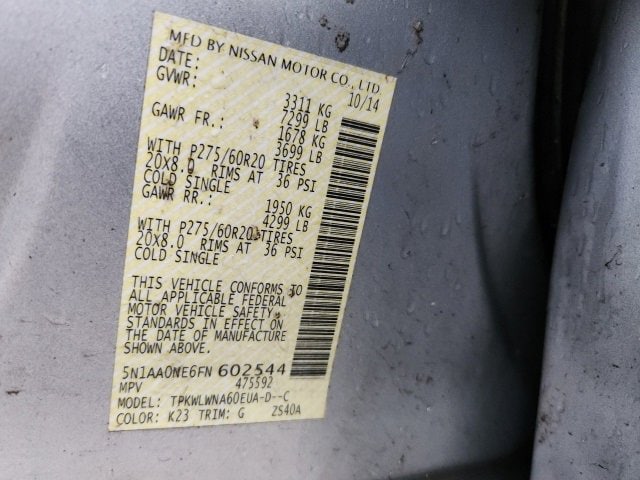 MFD BY NISSAN MOTOR CO., LTD
DATE: 10/14
GVWR: 3311 KG
7299 LB
GAWR FR.: 1678 KG
3699 LB
WITH P275/60R20 TIRES
20X8.0 RIMS AT 36 PSI
COLD SINGLE
GAWR RR.: 1950 KG
4299 LB
WITH P275/60R20 TIRES
20X8.0 RIMS AT 36 PSI
COLD SINGLE
THIS VEHICLE CONFORMS TO
ALL APPLICABLE FEDERAL
MOTOR VEHICLE SAFETY
STANDARDS IN EFFECT ON
THE DATE OF MANUFACTURE
SHOWN ABOVE.
5N1AA0NE6FN 602544
MPV 475592
MODEL: TPKWLWNA60EUA-D--C
COLOR: K23 TRIM: G ZS40A